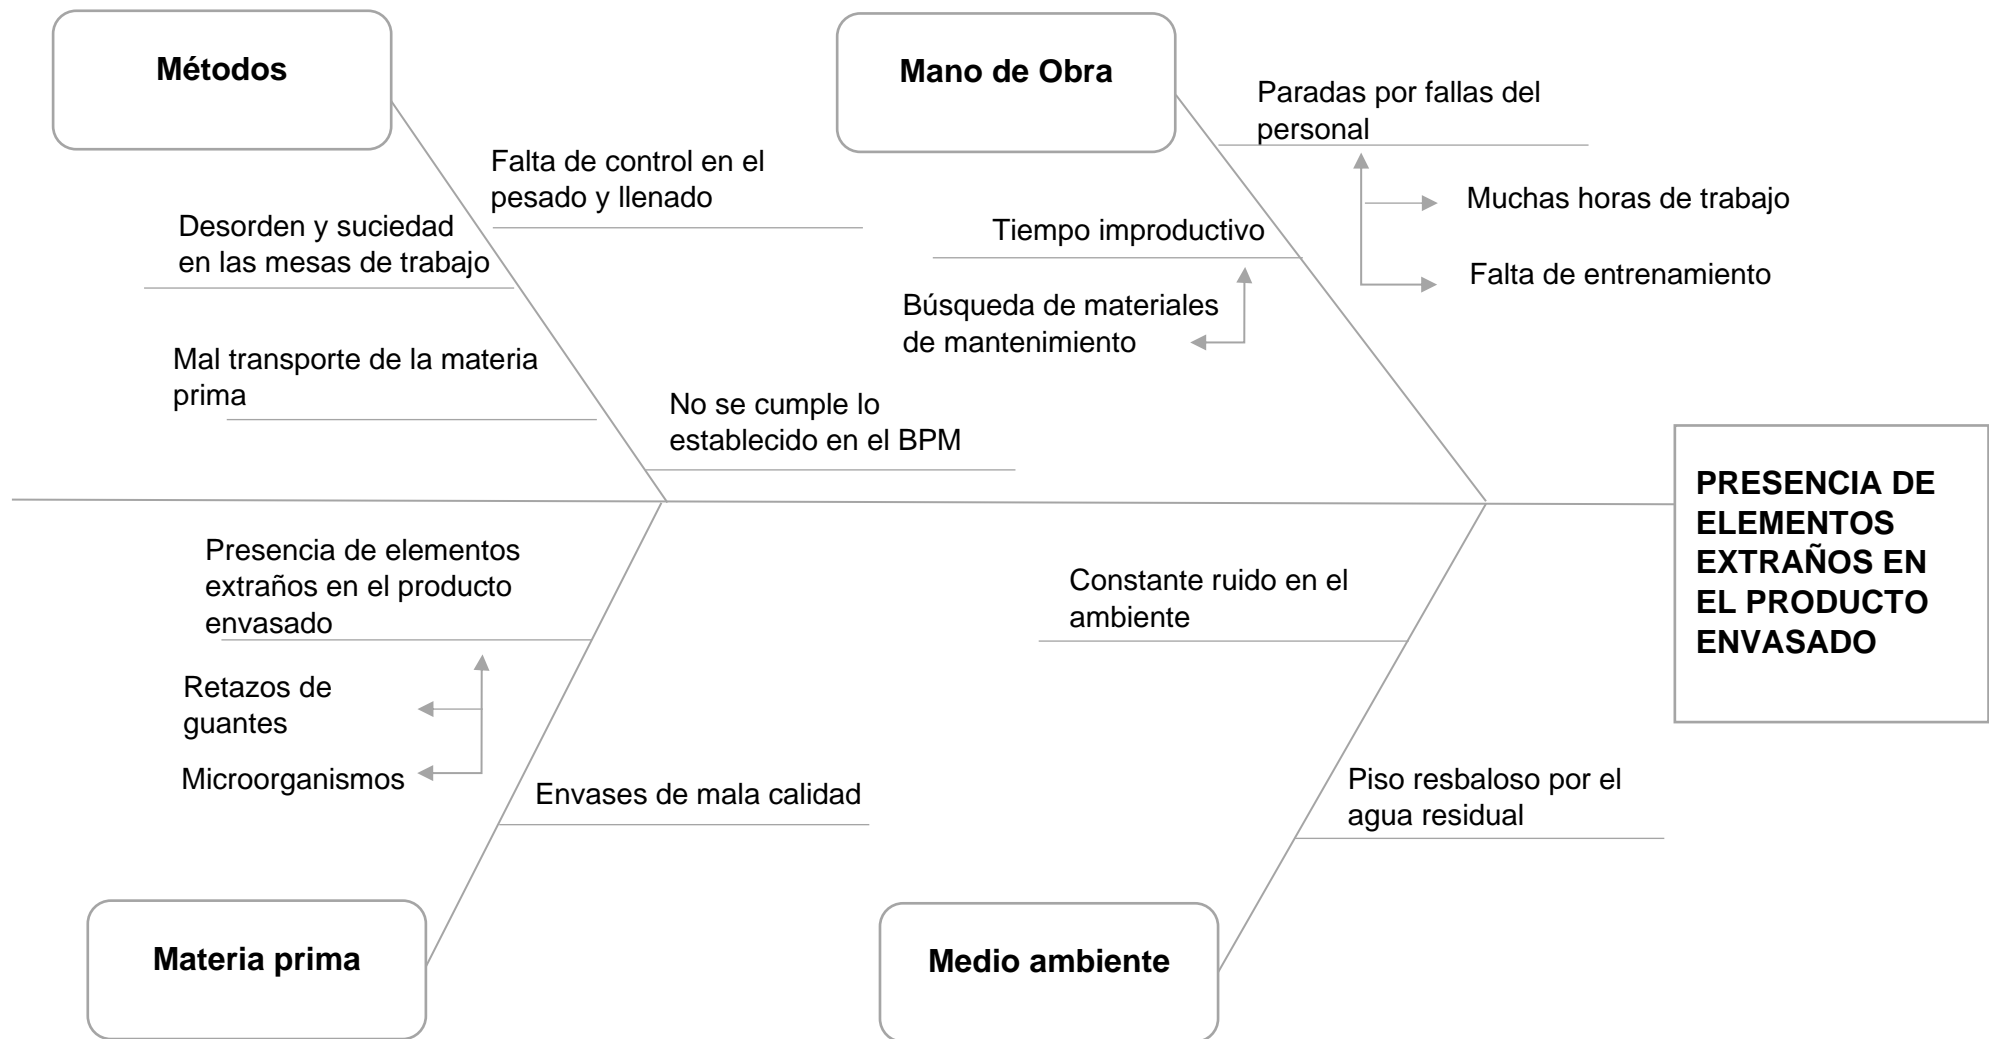 Métodos
Mano de Obra
Paradas por fallas del
personal
Muchas horas de trabajo
Falta de entrenamiento
Falta de control en el
pesado y llenado
Desorden y suciedad
en las mesas de trabajo
Tiempo improductivo
Búsqueda de materiales
de mantenimiento
Mal transporte de la materia
prima
No se cumple lo
establecido en el BPM
PRESENCIA DE
ELEMENTOS
EXTRAÑOS EN
EL PRODUCTO
ENVASADO
Presencia de elementos
extraños en el producto
envasado
Retazos de
guantes
Microorganismos
Envases de mala calidad
Constante ruido en el
ambiente
Piso resbaloso por el
agua residual
Materia prima
Medio ambiente